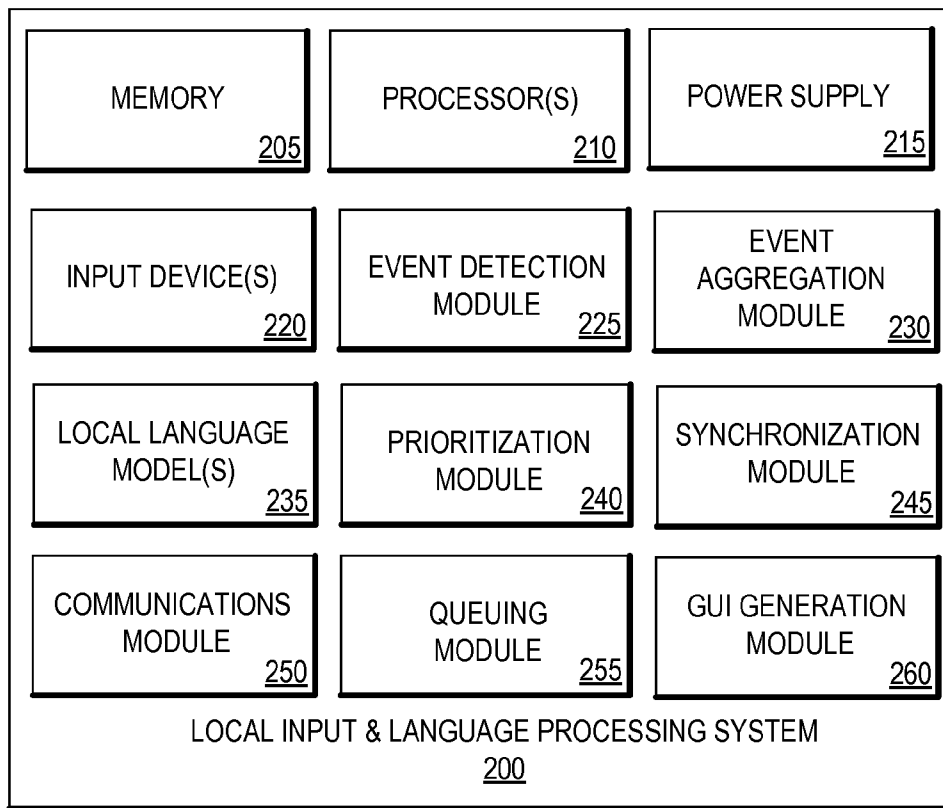 MEMORY
205
PROCESSOR(S)
210
POWER SUPPLY
215
INPUT DEVICE(S)
220
EVENT DETECTION
MODULE
225
EVENT
AGGREGATION
MODULE
230
LOCAL LANGUAGE
MODEL(S)
235
PRIORITIZATION
MODULE
240
SYNCHRONIZATION
MODULE
245
COMMUNICATIONS
MODULE
250
QUEUING
MODULE
255
GUI GENERATION
MODULE
260
LOCAL INPUT & LANGUAGE PROCESSING SYSTEM
200